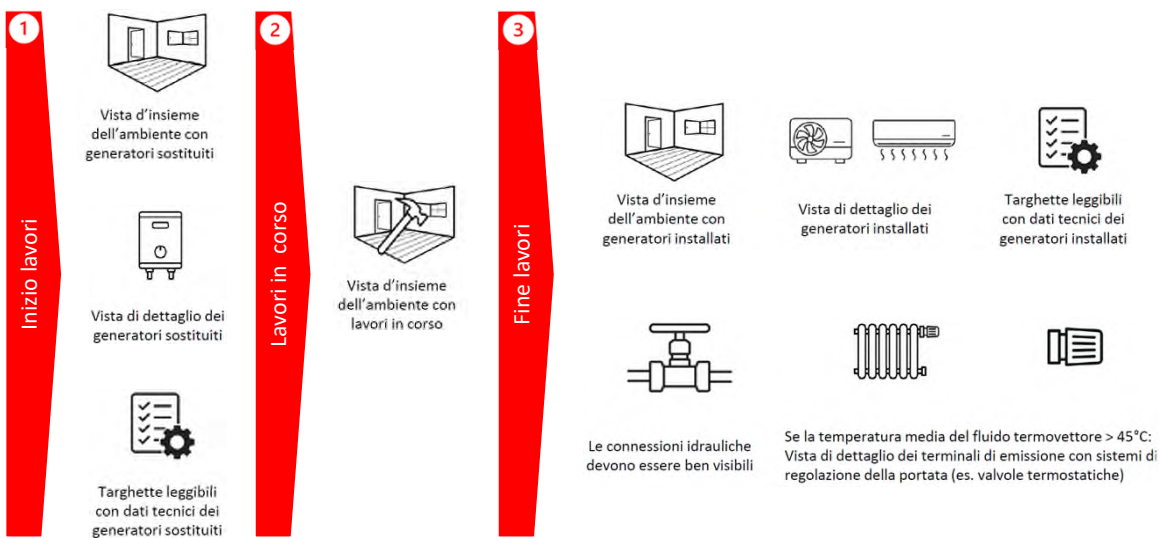 1
Inizio lavori
Vista d'insieme
dell'ambiente con
generatori sostituiti
Vista di dettaglio dei
generatori sostituiti
Targhette leggibili
con dati tecnici dei
generatori sostituiti
2
Lavori in corso
Vista d'insieme
dell'ambiente con
lavori in corso
3
Fine lavori
Vista d'insieme
dell'ambiente con
generatori installati
Vista di dettaglio dei
generatori installati
Targhette leggibili
con dati tecnici dei
generatori installati
Le connessioni idrauliche
devono essere ben visibili
Se la temperatura media del fluido termovettore > 45°C:
Vista di dettaglio dei terminali di emissione con sistemi di
regolazione della portata (es. valvole termostatiche)